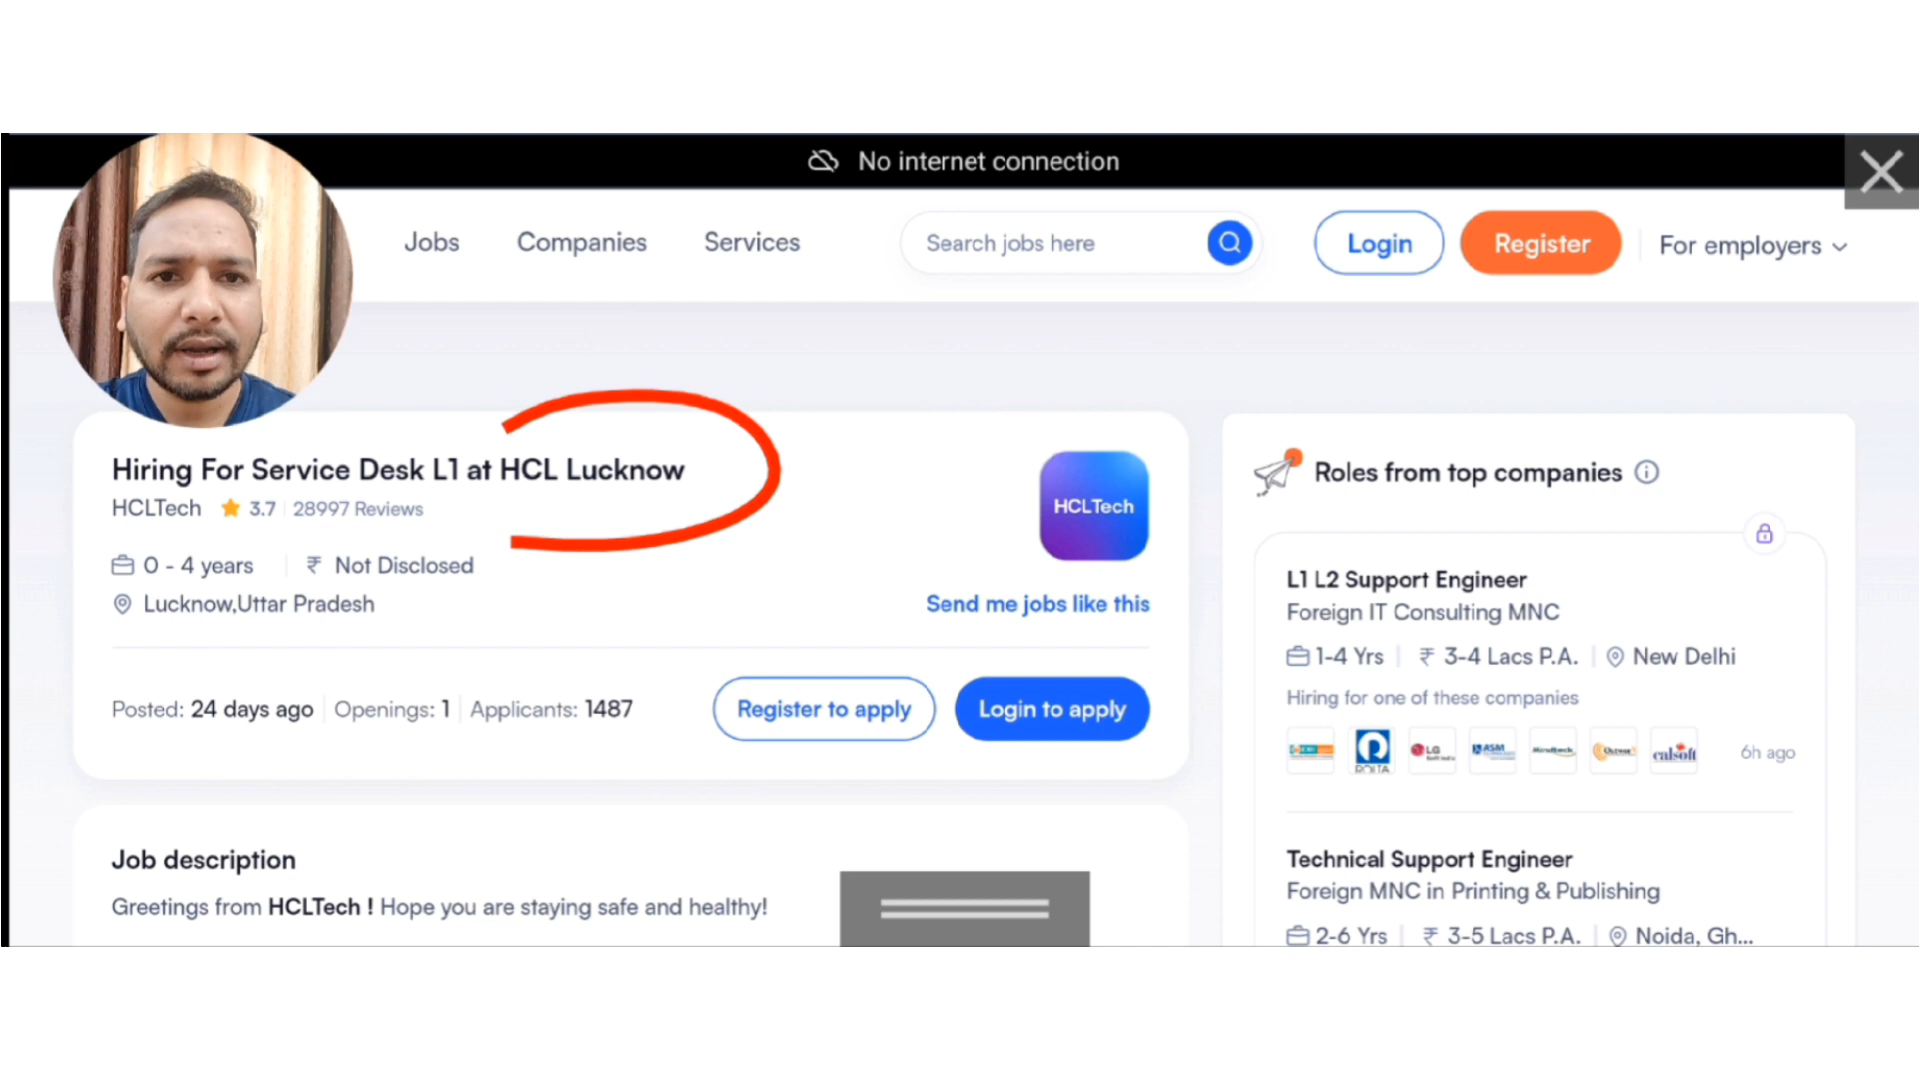 No internet connection
Jobs Companies Services Search jobs here Login Register For employers
Hiring For Service Desk L1 at HCL Lucknow
HCLTech 3.7 28997 Reviews
0 - 4 years ₹ Not Disclosed
Lucknow,Uttar Pradesh
HCLTech
Send me jobs like this
Posted: 24 days ago Openings: 1 Applicants: 1487 Register to apply Login to apply
Job description
Greetings from HCLTech ! Hope you are staying safe and healthy!
Roles from top companies
L1 L2 Support Engineer
Foreign IT Consulting MNC
1-4 Yrs ₹ 3-4 Lacs P.A. New Delhi
Hiring for one of these companies
ROLTA LG ASM Mindteck calsoft 6h ago
Technical Support Engineer
Foreign MNC in Printing & Publishing
2-6 Yrs ₹ 3-5 Lacs P.A. Noida, Gh...